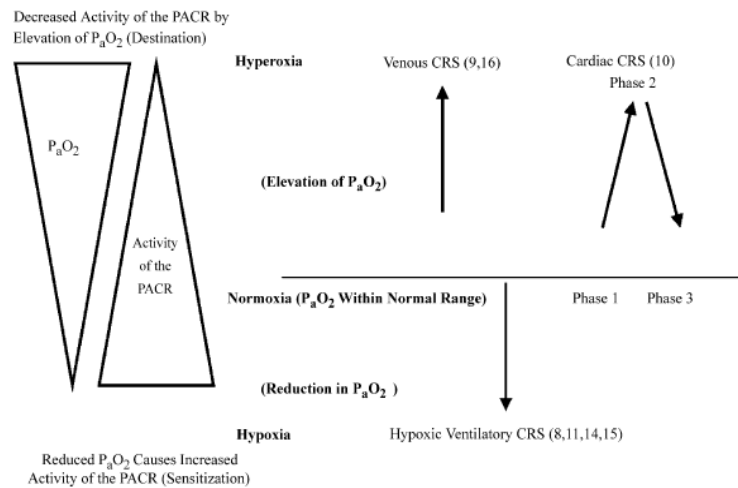 Decreased Activity of the PACR by
Elevation of PaO2 (Destination)
Hyperoxia
Venous CRS (9,16)
Cardiac CRS (10)
Phase 2
PaO2
(Elevation of PaO2)
Activity
of the
PACR
Normoxia (PaO2 Within Normal Range)
Phase 1
Phase 3
(Reduction in PaO2 )
Hypoxia
Hypoxic Ventilatory CRS (8,11,14,15)
Reduced PaO2 Causes Increased
Activity of the PACR (Sensitization)